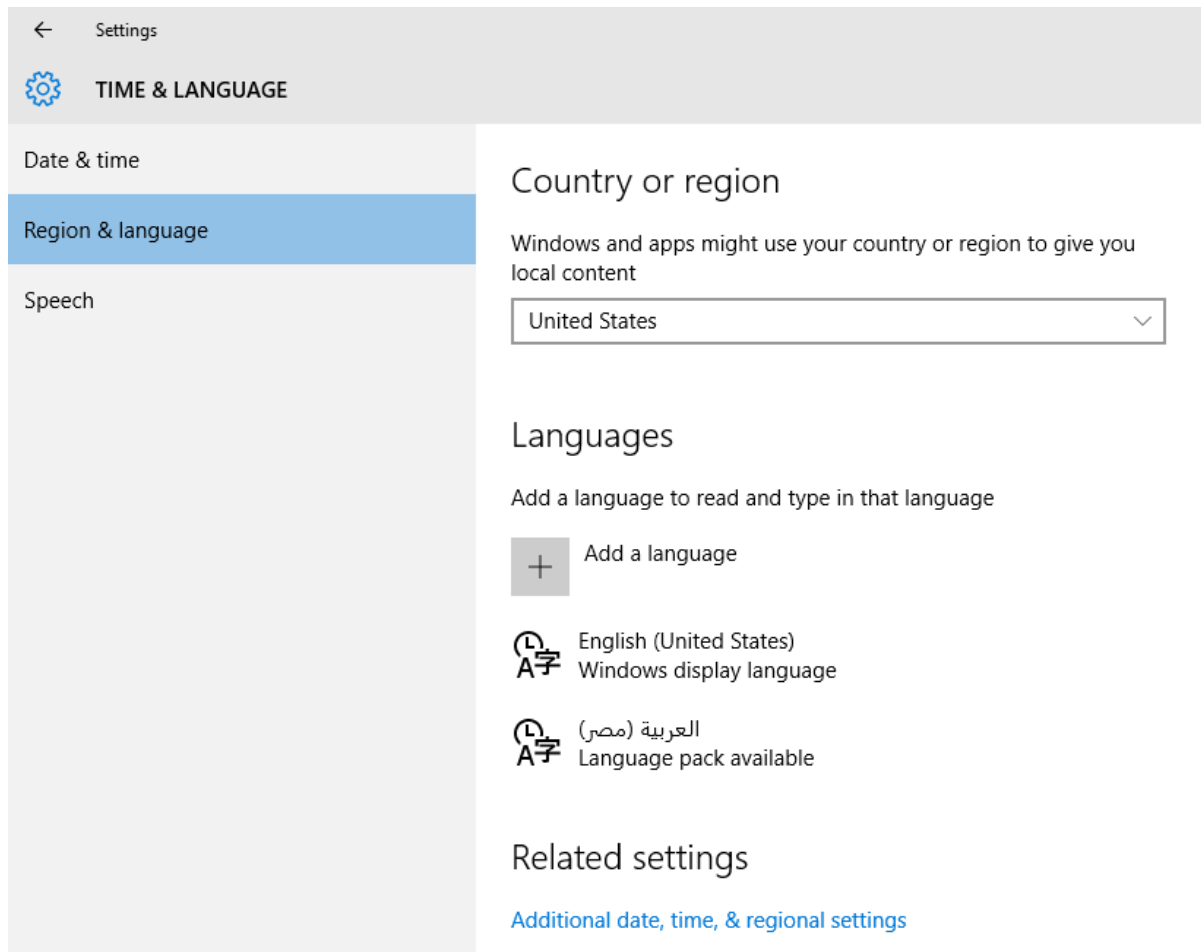 Settings
TIME & LANGUAGE
Date & time
Region & language
Speech
Country or region
Windows and apps might use your country or region to give you
local content
United States
Languages
Add a language to read and type in that language
Add a language
English (United States)
Windows display language
العربية (مصر)
Language pack available
Related settings
Additional date, time, & regional settings